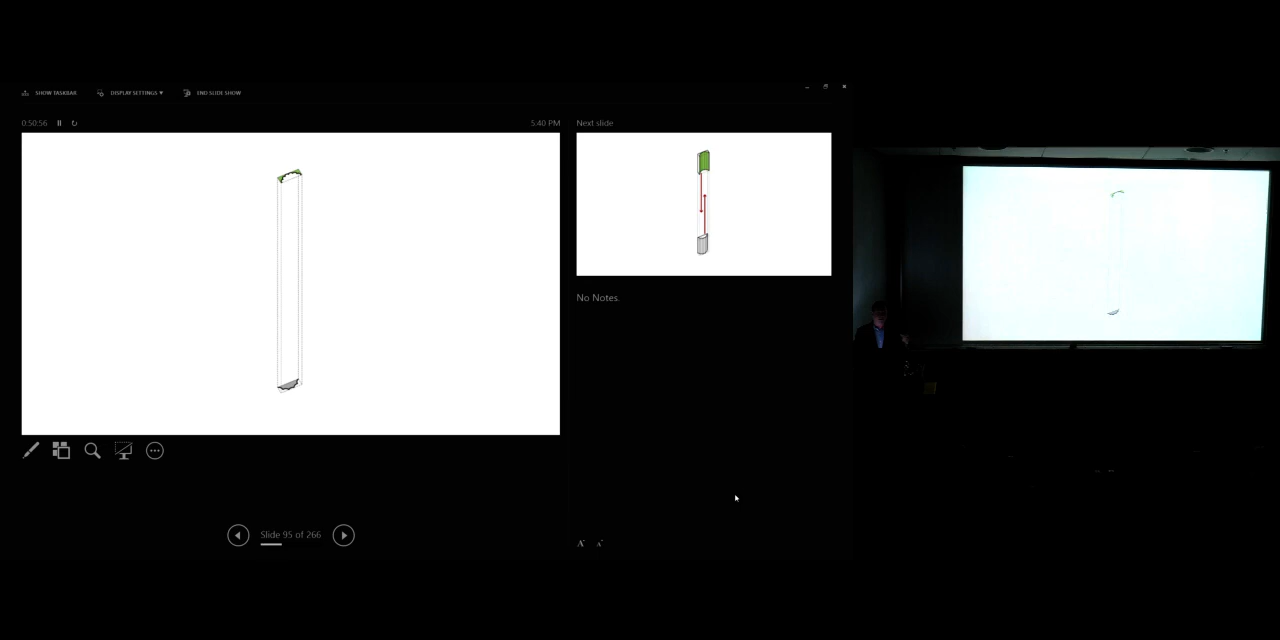 SHOW TASKBAR DISPLAY SETTINGS ▾ END SLIDE SHOW
0:50:56 5:40 PM Next slide
No Notes.
Slide 95 of 266
A A